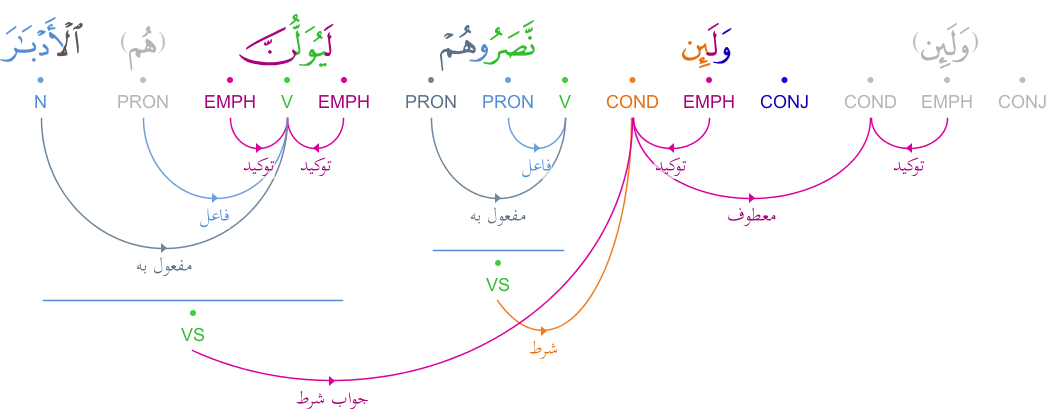 (وَلَئِن) وَلَئِن نَّصَرُوهُمْ لَيُوَلُّنَّ (هُم) ٱلْأَدْبَـٰرَ
N PRON EMPH V EMPH PRON PRON V COND EMPH CONJ COND EMPH CONJ
توكيد توكيد فاعل توكيد توكيد
فاعل مفعول به معطوف
مفعول به
VS
VS
شرط
جواب شرط